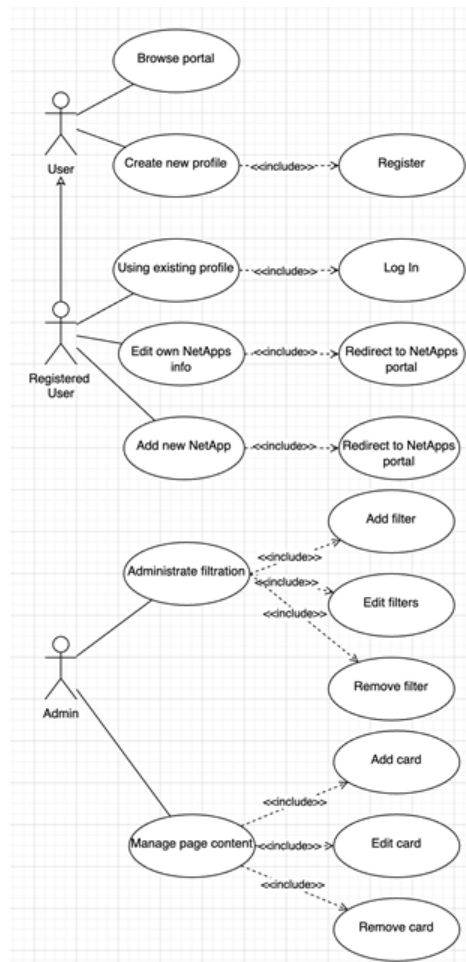 Browse portal
User
Create new profile
<<include>>
Register
Using existing profile
<<include>>
Log In
Registered
User
Edit own NetApps
info
<<include>>
Redirect to NetApps
portal
Add new NetApp
<<include>>
Redirect to NetApps
portal
Add filter
<<include>>
Administrate filtration
<<include>>
Edit filters
<<include>>
Remove filter
Admin
Add card
<<include>>
Manage page content
<<include>>
Edit card
<<include>>
Remove card